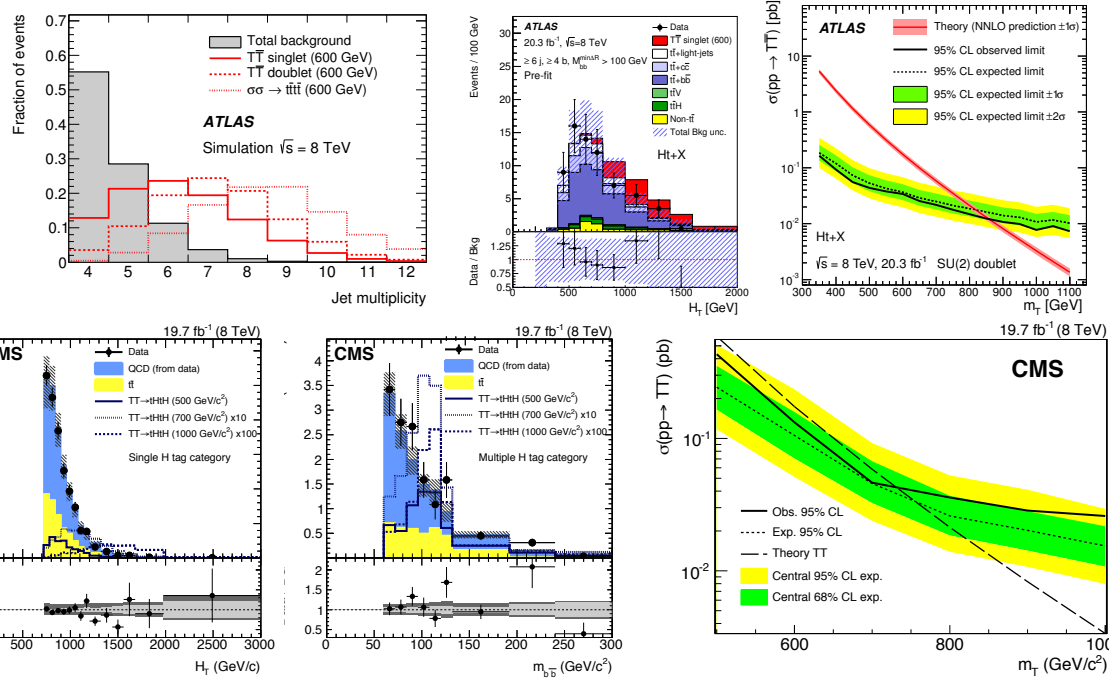 Fraction of events
0.7
0.6
0.5
0.4
0.3
0.2
0.1
0
Total background
TT̅ singlet (600 GeV)
TT̅ doublet (600 GeV)
σσ → tt̅tt̅ (600 GeV)
ATLAS
Simulation √s = 8 TeV
4 5 6 7 8 9 10 11 12
Jet multiplicity
Events / 100 GeV
30
25
20
15
10
5
0
ATLAS
20.3 fb⁻¹, √s=8 TeV
≥ 6 j, ≥ 4 b, M_bb^minΔR > 100 GeV
Pre-fit
Data
TT̅ singlet (600)
tt̅+light-jets
tt̅+cc̅
tt̅+bb̅
tt̅V
tt̅H
Non-tt̅
Total Bkg unc.
Ht+X
Data / Bkg
1.25
1
0.75
0.5
0 500 1000 1500 2000
H_T [GeV]
σ(pp → TT̅) [pb]
10³
10²
10
1
10⁻¹
10⁻²
10⁻³
ATLAS
Theory (NNLO prediction ±1σ)
95% CL observed limit
95% CL expected limit
95% CL expected limit ±1σ
95% CL expected limit ±2σ
Ht+X
√s = 8 TeV, 20.3 fb⁻¹ SU(2) doublet
300 400 500 600 700 800 900 1000 1100
m_T [GeV]
19.7 fb⁻¹ (8 TeV)
MS
Data
QCD (from data)
tt̅
TT→tHtH (500 GeV/c²)
TT→tHtH (700 GeV/c²) x10
TT→tHtH (1000 GeV/c²) x100
Single H tag category
500 1000 1500 2000 2500 3000
H_T (GeV/c)
19.7 fb⁻¹ (8 TeV)
4
3.5
3
2.5
2
1.5
1
0.5
0
CMS
Data
QCD (from data)
tt̅
TT→tHtH (500 GeV/c²)
TT→tHtH (700 GeV/c²) x10
TT→tHtH (1000 GeV/c²) x100
Multiple H tag category
2
1.5
1
0.5
0 50 100 150 200 250 300
m_bb̅ (GeV/c²)
19.7 fb⁻¹ (8 TeV)
σ(pp→ TT̅) (pb)
10⁻¹
10⁻²
CMS
Obs. 95% CL
Exp. 95% CL
Theory TT
Central 95% CL exp.
Central 68% CL exp.
600 800 100
m_T (GeV/c²)